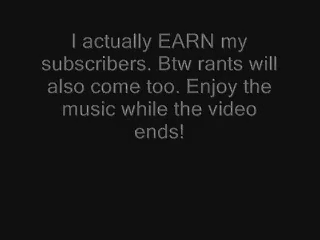 I actually EARN my
subscribers. Btw rants will
also come too. Enjoy the
music while the video
ends!